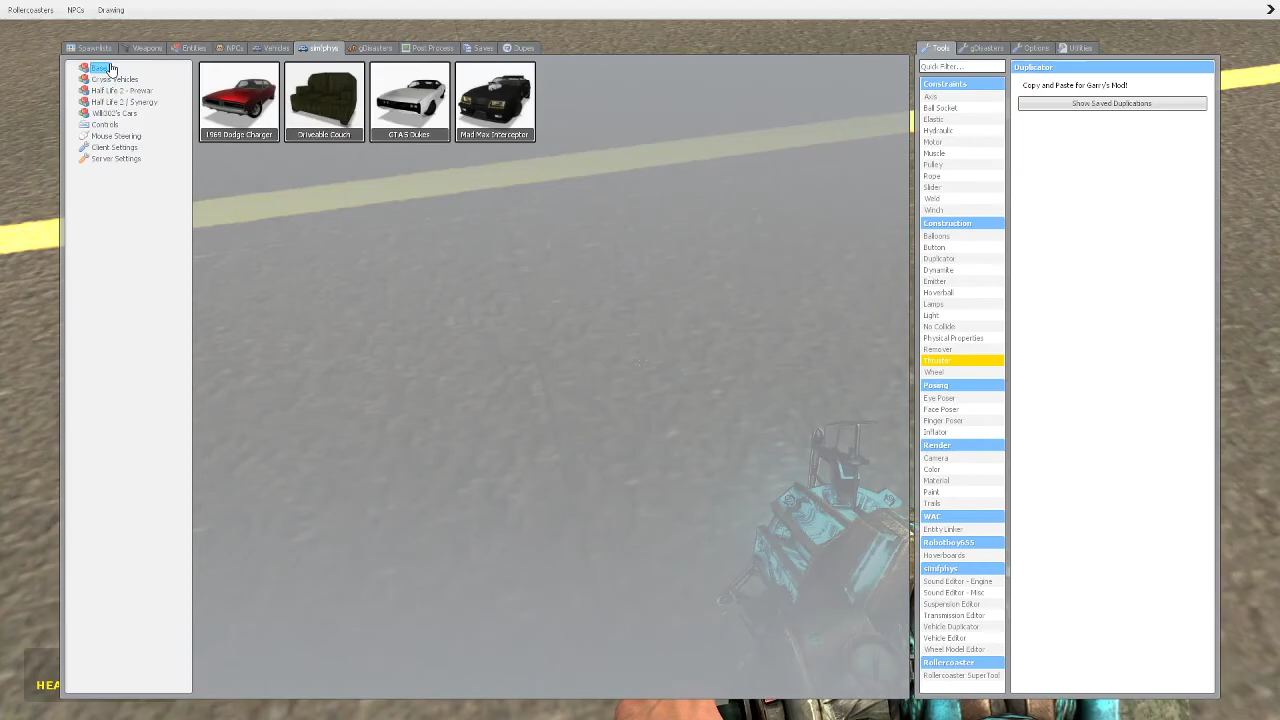 Rollercoasters NPCs Drawing
Spawnlists Weapons Entities NPCs Vehicles simfphys gDisasters Post Process Saves Dupes
Tools gDisasters Options Utilities
Base
Crysis Vehicles
Half Life 2 - Prewar
Half Life 2 / Synergy
Controls
Mouse Steering
Client Settings
Server Settings
1969 Dodge Charger
Driveable Couch
GTA 5 Dukes
Mad Max Interceptor
Quick Filter...
Constraints
Axis
Ball Socket
Elastic
Hydraulic
Motor
Muscle
Pulley
Rope
Slider
Weld
Winch
Construction
Balloons
Button
Duplicator
Dynamite
Emitter
Hoverball
Lamps
Light
No Collide
Physical Properties
Remover
Thruster
Wheel
Posing
Eye Poser
Face Poser
Finger Poser
Inflator
Render
Camera
Color
Material
Paint
Trails
WAC
Entity Linker
Robotboy655
Hoverboards
simfphys
Sound Editor - Engine
Sound Editor - Misc
Suspension Editor
Transmission Editor
Vehicle Duplicator
Vehicle Editor
Wheel Model Editor
Rollercoaster
Rollercoaster SuperTool
Duplicator
Copy and Paste for Garry's Mod!
Show Saved Duplications
HEA